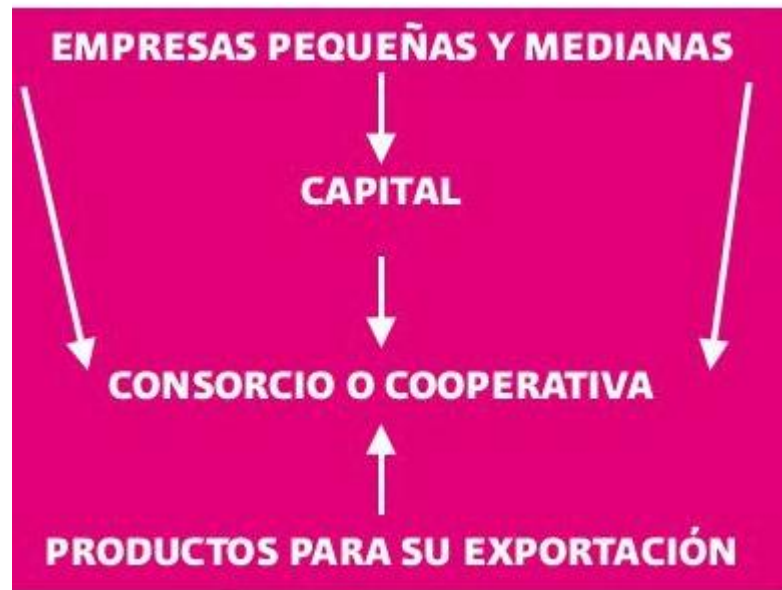 EMPRESAS PEQUEÑAS Y MEDIANAS
CAPITAL
CONSORCIO O COOPERATIVA
PRODUCTOS PARA SU EXPORTACIÓN